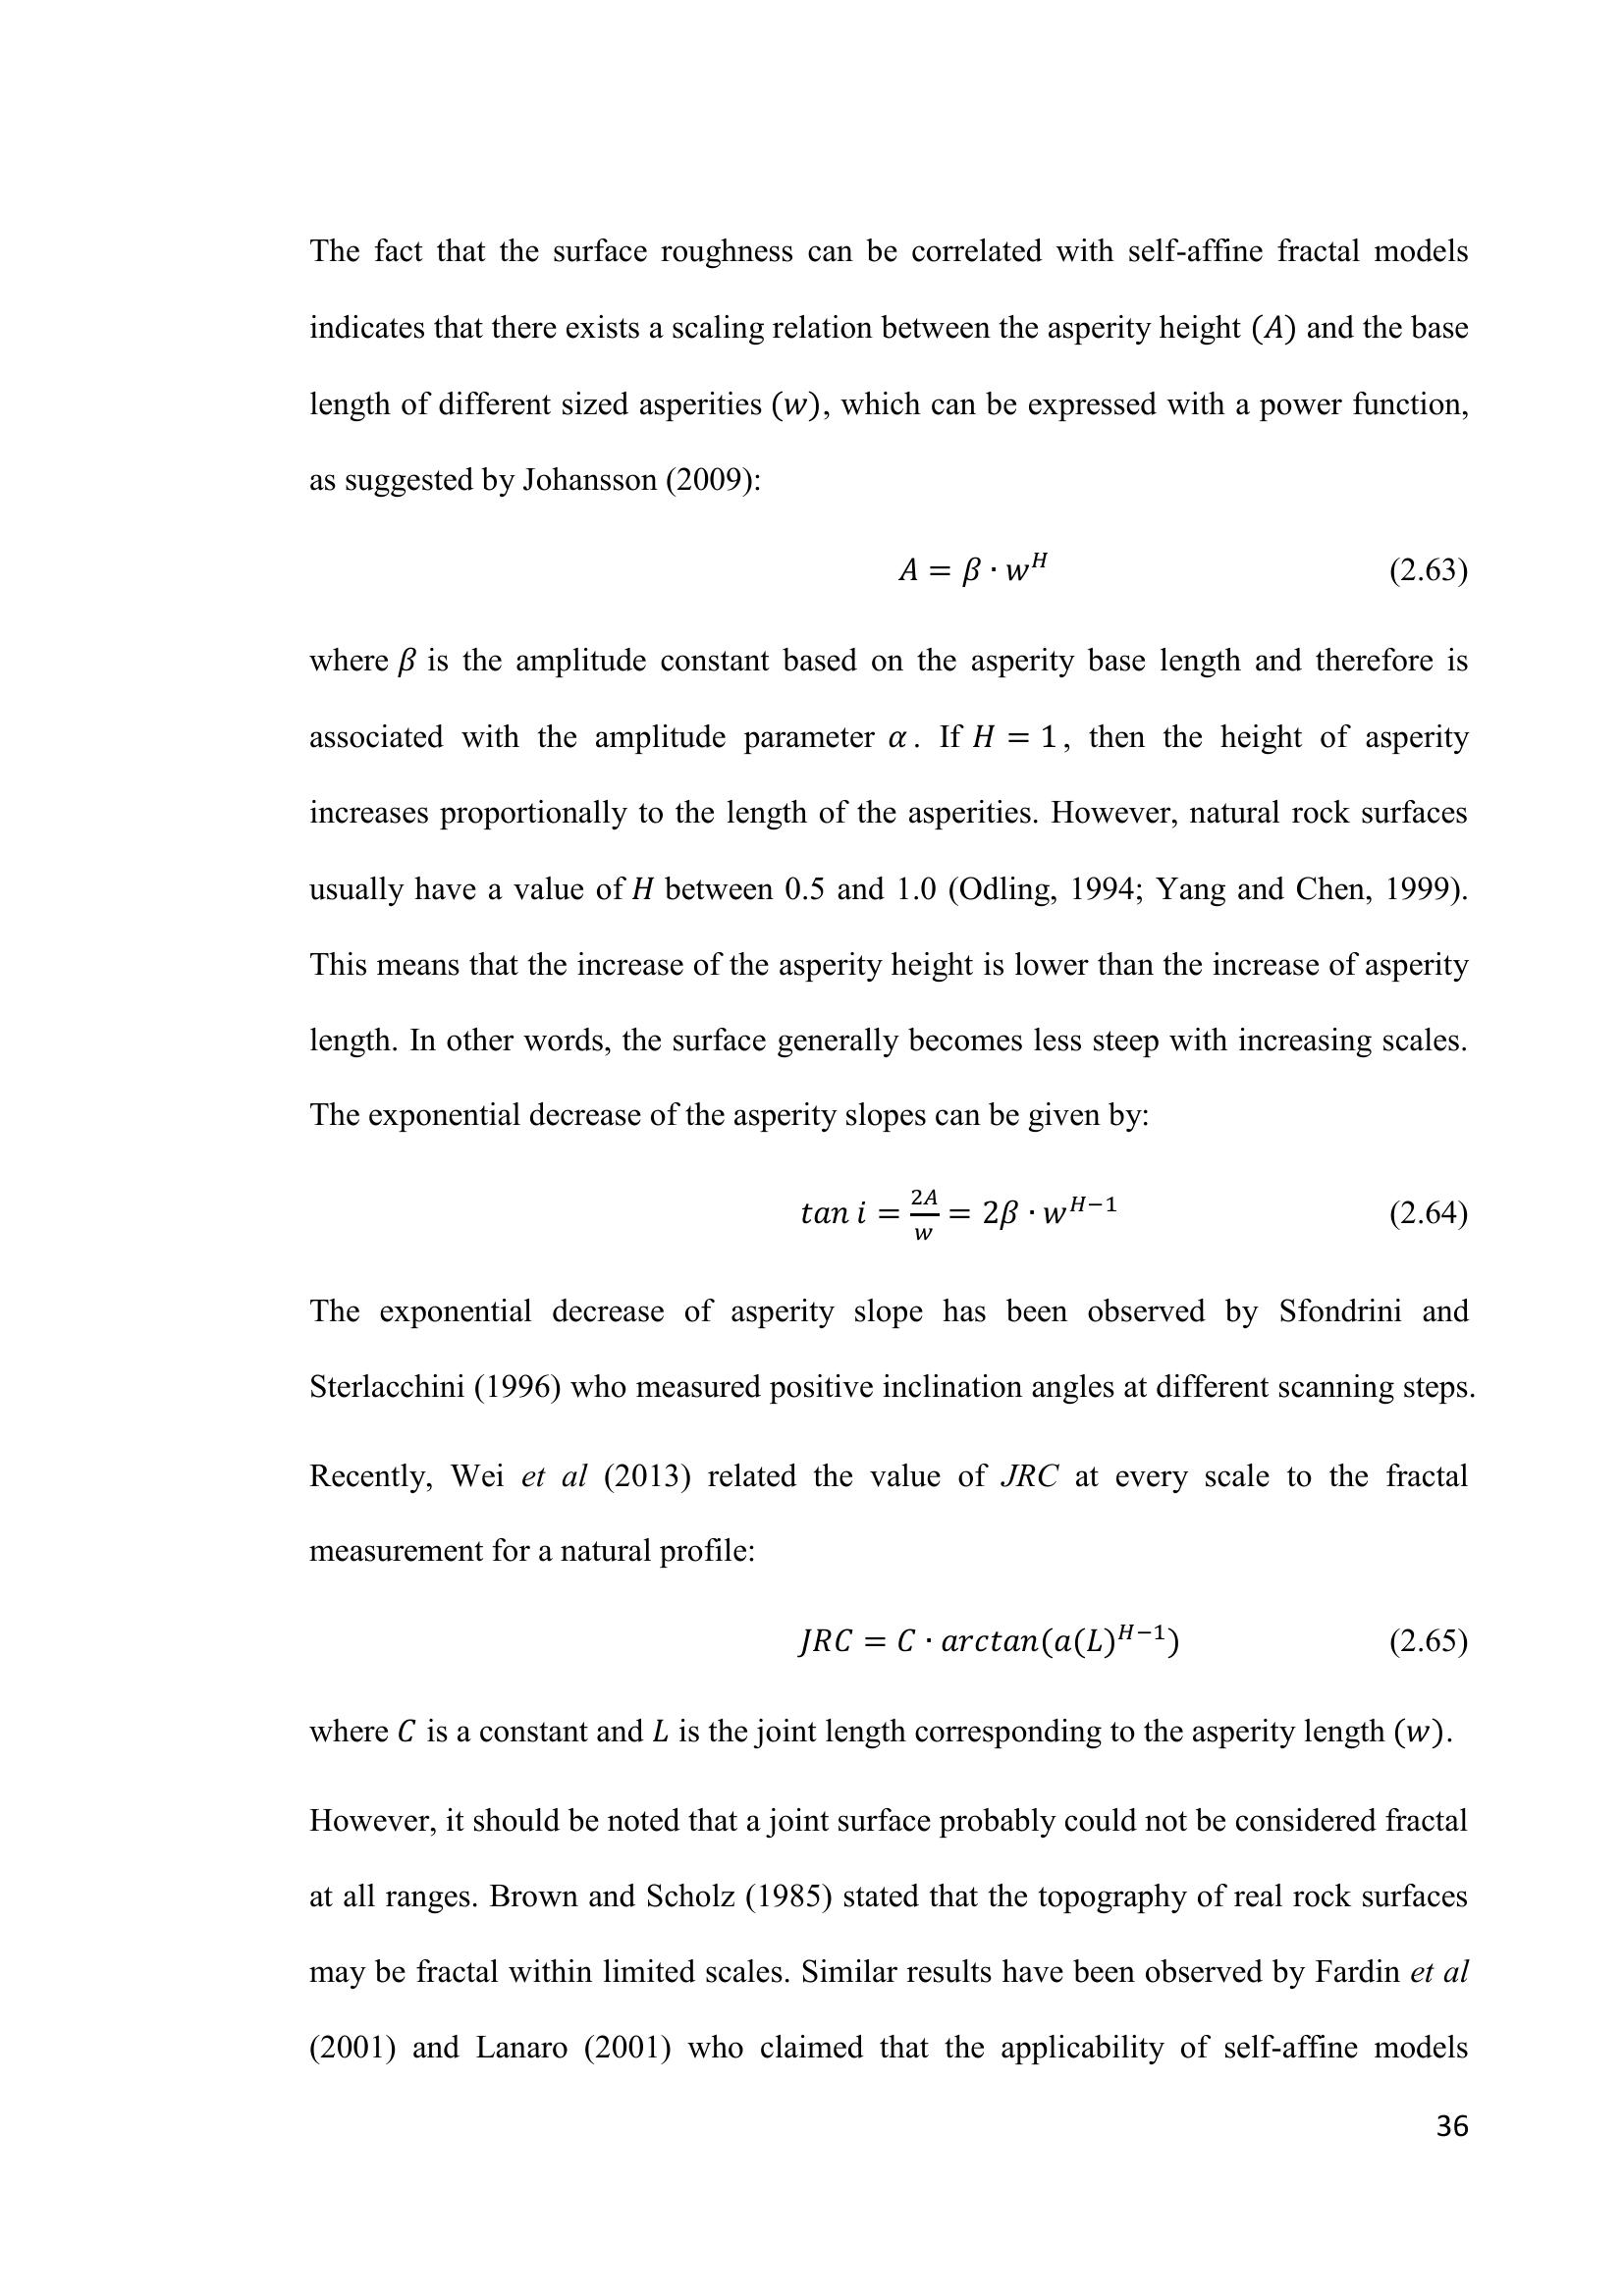 The fact that the surface roughness can be correlated with self-affine fractal models
indicates that there exists a scaling relation between the asperity height (A) and the base
length of different sized asperities (w), which can be expressed with a power function,
as suggested by Johansson (2009):
A = β · w^H (2.63)
where β is the amplitude constant based on the asperity base length and therefore is
associated with the amplitude parameter α. If H = 1, then the height of asperity
increases proportionally to the length of the asperities. However, natural rock surfaces
usually have a value of H between 0.5 and 1.0 (Odling, 1994; Yang and Chen, 1999).
This means that the increase of the asperity height is lower than the increase of asperity
length. In other words, the surface generally becomes less steep with increasing scales.
The exponential decrease of the asperity slopes can be given by:
tan i = 2A/w = 2β · w^{H−1} (2.64)
The exponential decrease of asperity slope has been observed by Sfondrini and
Sterlacchini (1996) who measured positive inclination angles at different scanning steps.
Recently, Wei et al (2013) related the value of JRC at every scale to the fractal
measurement for a natural profile:
JRC = C · arctan(a(L)^{H−1}) (2.65)
where C is a constant and L is the joint length corresponding to the asperity length (w).
However, it should be noted that a joint surface probably could not be considered fractal
at all ranges. Brown and Scholz (1985) stated that the topography of real rock surfaces
may be fractal within limited scales. Similar results have been observed by Fardin et al
(2001) and Lanaro (2001) who claimed that the applicability of self-affine models
36